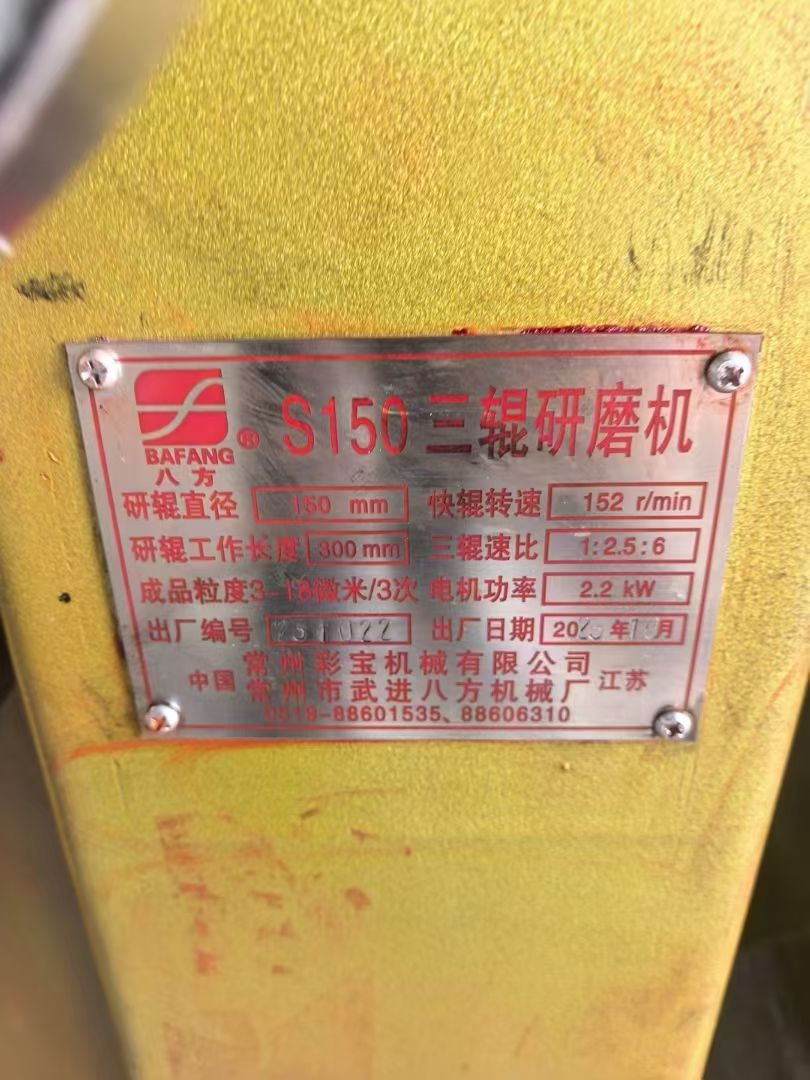 BAFANG
八方
® S150 三辊研磨机
研辊直径 150 mm 快辊转速 152 r/min
研辊工作长度 300mm 三辊速比 1:2.5:6
成品粒度3-18微米/3次 电机功率 2.2 kW
出厂编号 出厂日期 20 年 月
常州彩宝机械有限公司
中国 常州市武进八方机械厂 江苏
0519-88601535、88606310